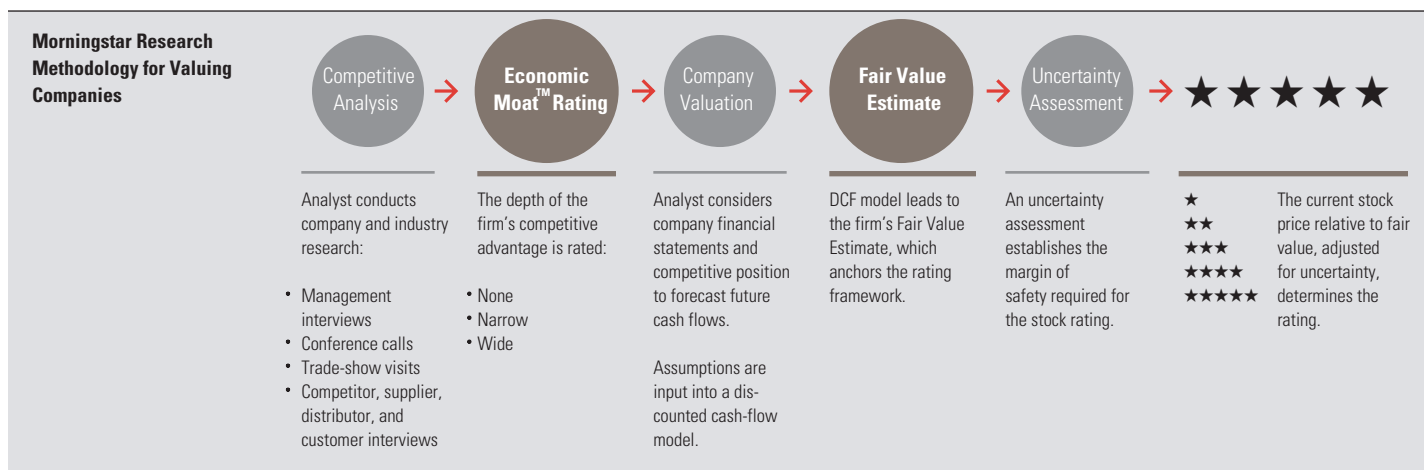 Morningstar Research
Methodology for Valuing
Companies
Competitive
Analysis
Economic
Moat™ Rating
Company
Valuation
Fair Value
Estimate
Uncertainty
Assessment
★ ★ ★ ★ ★
Analyst conducts
company and industry
research:
• Management
interviews
• Conference calls
• Trade-show visits
• Competitor, supplier,
distributor, and
customer interviews
The depth of the
firm's competitive
advantage is rated:
• None
• Narrow
• Wide
Analyst considers
company financial
statements and
competitive position
to forecast future
cash flows.
Assumptions are
input into a dis-
counted cash-flow
model.
DCF model leads to
the firm's Fair Value
Estimate, which
anchors the rating
framework.
An uncertainty
assessment
establishes the
margin of
safety required for
the stock rating.
★
★★
★★★
★★★★
★★★★★
The current stock
price relative to fair
value, adjusted
for uncertainty,
determines the
rating.